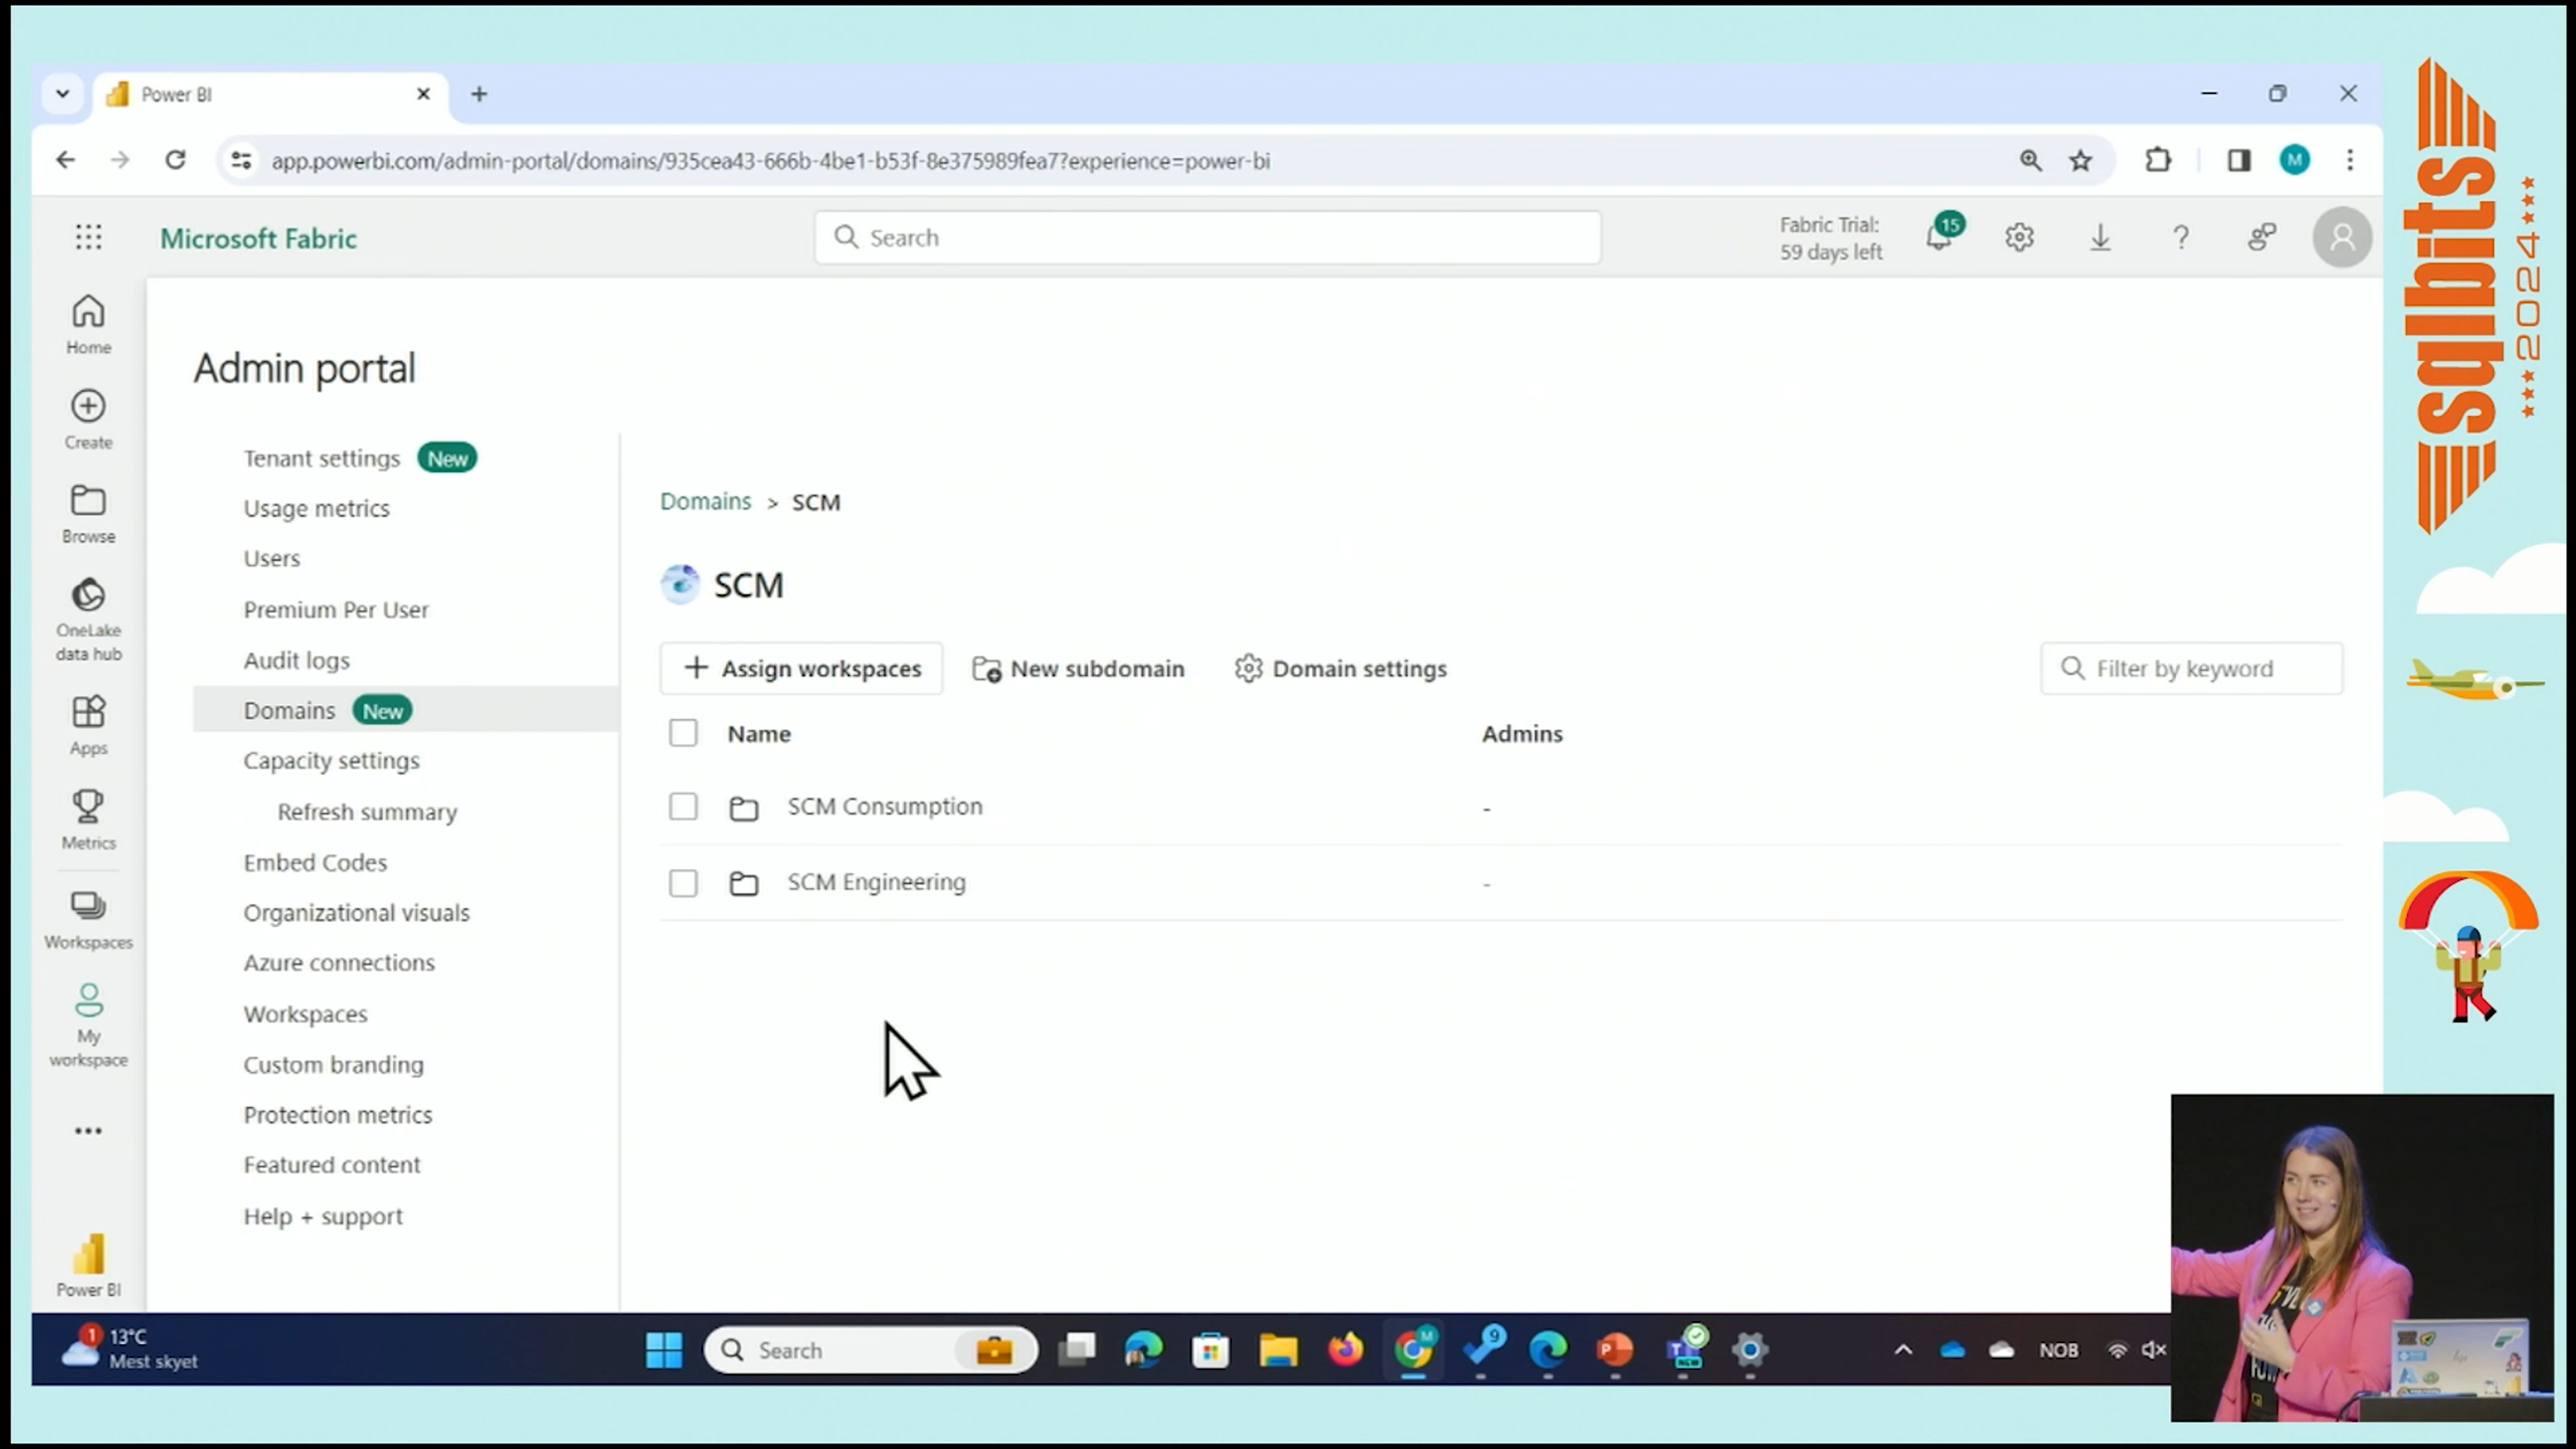 Power BI
app.powerbi.com/admin-portal/domains/935cea43-666b-4be1-b53f-8e375989fea7?experience=power-bi
M
Microsoft Fabric
Search
Fabric Trial:
59 days left
15
Home
Create
Browse
OneLake
data hub
Apps
Metrics
Workspaces
My
workspace
Power BI
Admin portal
Tenant settings New
Usage metrics
Users
Premium Per User
Audit logs
Domains New
Capacity settings
Refresh summary
Embed Codes
Organizational visuals
Azure connections
Workspaces
Custom branding
Protection metrics
Featured content
Help + support
Domains > SCM
SCM
Assign workspaces
New subdomain
Domain settings
Filter by keyword
Name Admins
SCM Consumption -
SCM Engineering -
1
13°C
Mest skyet
Search
M
9
P
T
NEW
NOB
sqlbits
2024